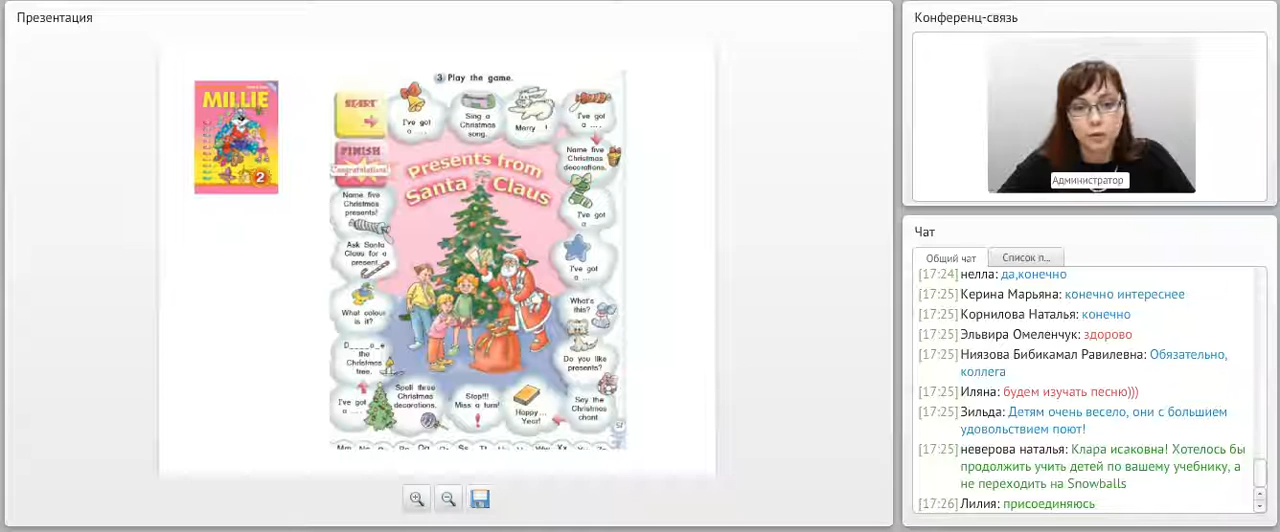 Презентация
MILLIE
2
3 Play the game.
START
I've got
a ....
Sing a
Christmas
song.
Merry ... !
I've got
a ....
FINISH
Congratulations!
Presents from
Santa Claus
Name five
Christmas
decorations.
I've got
a
I've got
a ....
What's
this?
Do you like
presents?
Say the
Christmas
chant
Happy...
Year!
Stop!!!
Miss a turn!
Spell three
Christmas
decorations.
I've got
a ....
D____o_e
the
Christmas
tree.
What colour
is it?
Ask Santa
Claus for a
present.
Name five
Christmas
presents!
57
Конференц-связь
Администратор
Чат
Общий чат
Список п...
[17:24] нелла: да,конечно
[17:25] Керина Марьяна: конечно интереснее
[17:25] Корнилова Наталья: конечно
[17:25] Эльвира Омеленчук: здорово
[17:25] Ниязова Бибикамал Равилевна: Обязательно,
коллега
[17:25] Иляна: будем изучать песню)))
[17:25] Зильда: Детям очень весело, они с большим
удовольствием поют!
[17:25] неверова наталья: Клара исаковна! Хотелось бы
продолжить учить детей по вашему учебнику, а
не переходить на Snowballs
[17:26] Лилия: присоединяюсь